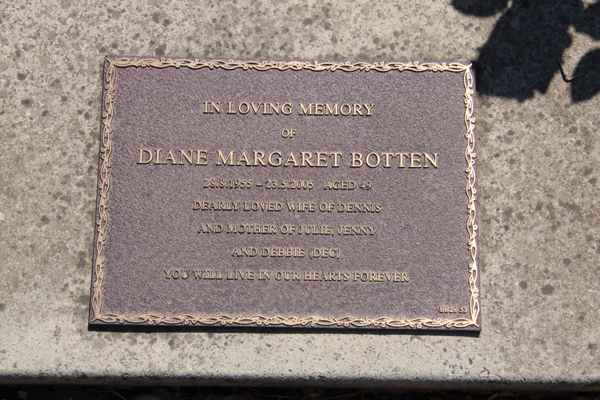 IN LOVING MEMORY
OF
DIANE MARGARET BOTTEN
28.8.1955 – 23.5.2005 AGED 49
DEARLY LOVED WIFE OF DENNIS
AND MOTHER OF JULIE, JENNY
AND DEBBIE (DEC)
YOU WILL LIVE IN OUR HEARTS FOREVER